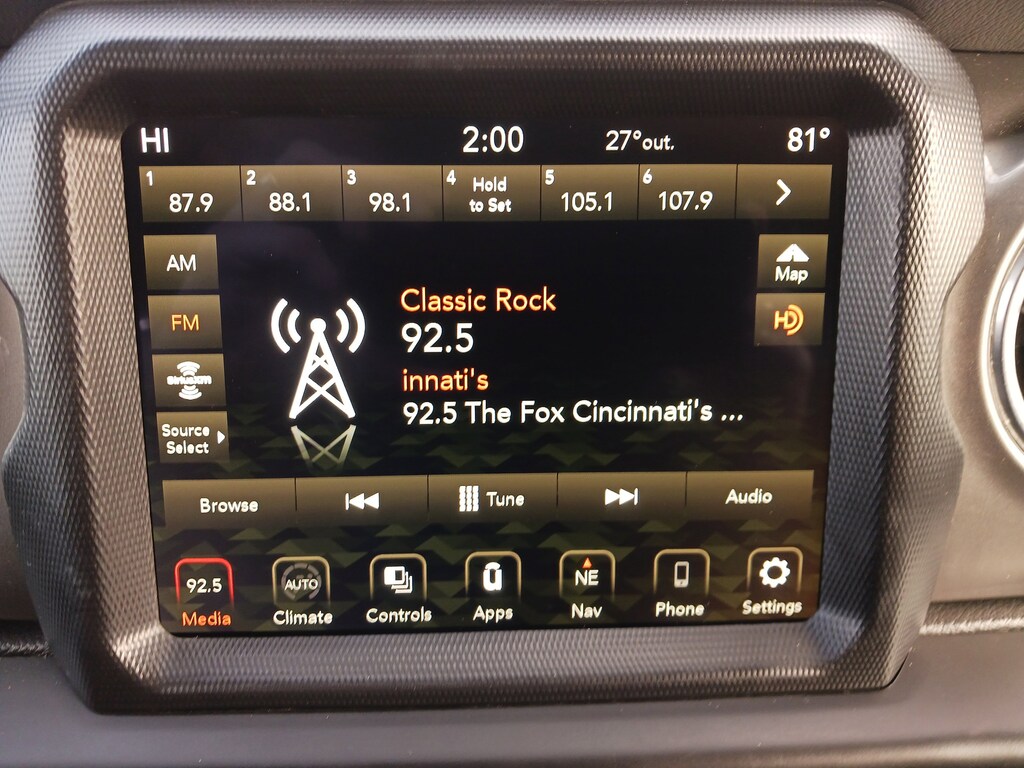 HI 2:00 27°out. 81°
1 87.9 2 88.1 3 98.1 4 Hold to Set 5 105.1 6 107.9
AM
Map
Classic Rock
FM
HD
92.5
SiriusXM
innati's
92.5 The Fox Cincinnati's ...
Source
Select
Browse Tune Audio
92.5 AUTO NE
Media Climate Controls Apps Nav Phone Settings